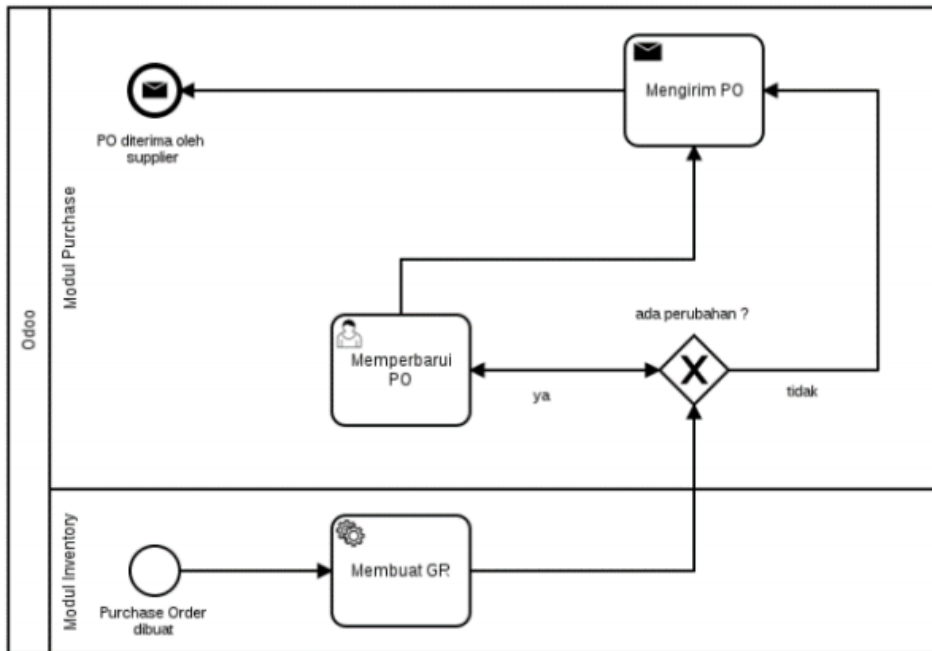 Odoo
Modul Purchase
PO diterima oleh
supplier
Mengirim PO
Memperbarui
PO
ada perubahan ?
ya
tidak
Modul Inventory
Purchase Order
dibuat
Membuat GR